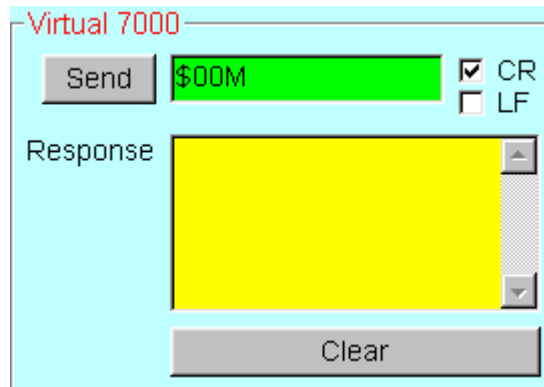 Virtual 7000
Send $00M CR
LF
Response
Clear